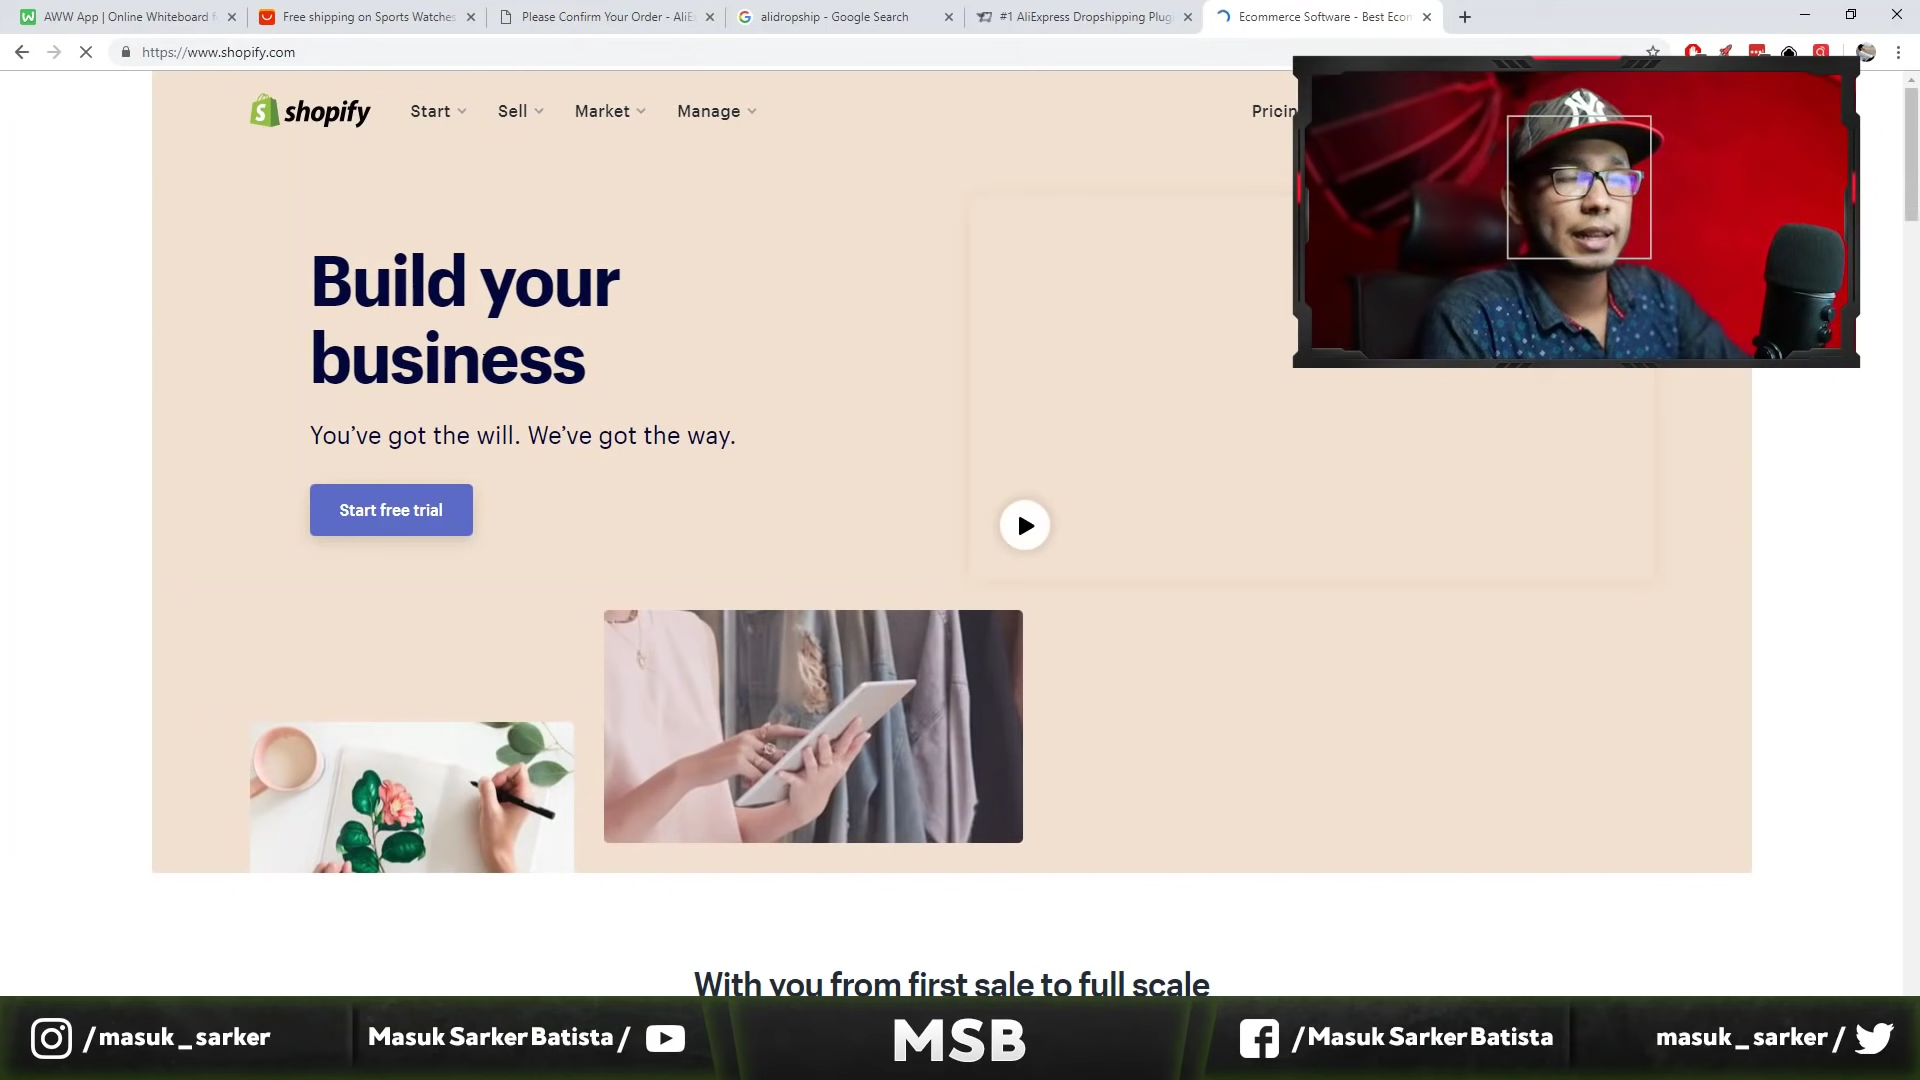 AWW App | Online Whiteboard f
Free shipping on Sports Watches
Please Confirm Your Order - AliE
alidropship - Google Search
#1 AliExpress Dropshipping Plug
Ecommerce Software - Best Ecom
https://www.shopify.com
shopify
Start
Sell
Market
Manage
Pricin
Build your
business
You've got the will. We've got the way.
Start free trial
With you from first sale to full scale
/masuk_sarker
Masuk Sarker Batista /
MSB
/Masuk Sarker Batista
masuk_sarker /